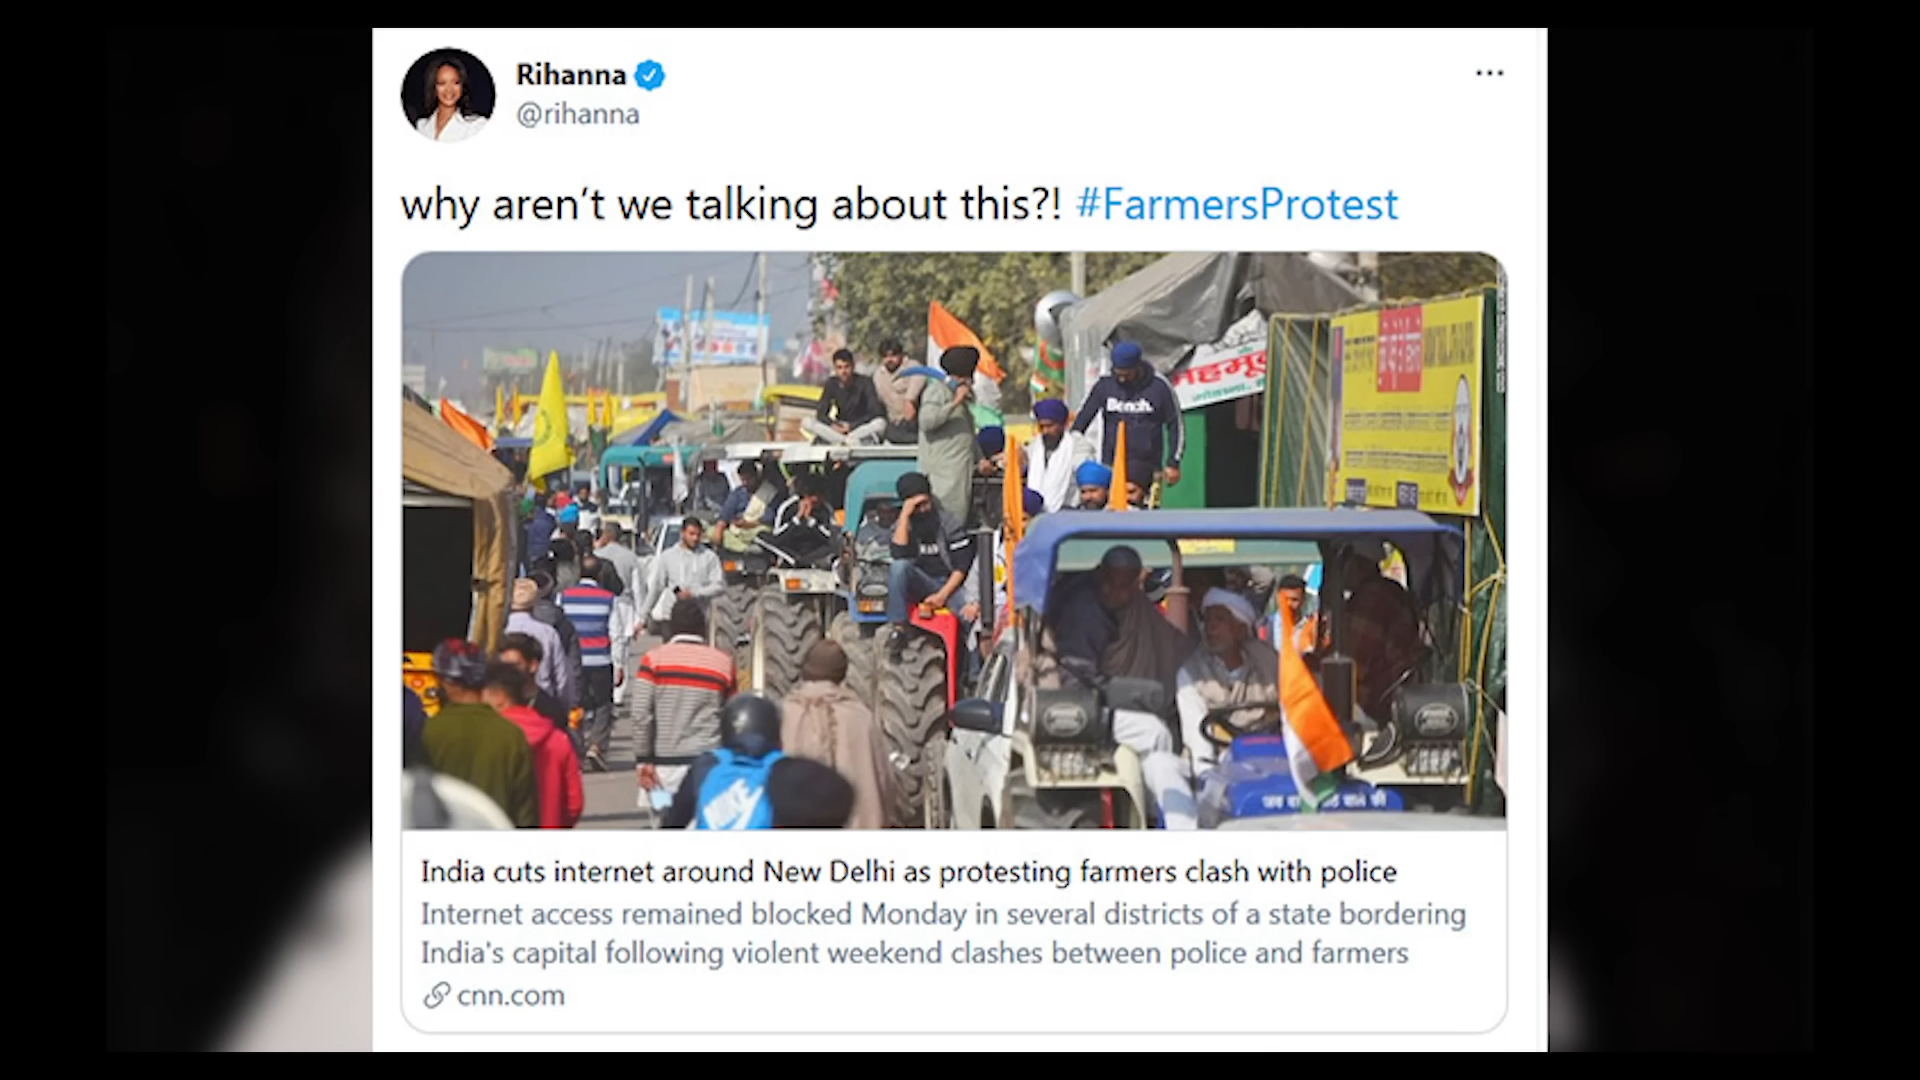 Rihanna
@rihanna
why aren't we talking about this?! #FarmersProtest
Bench.
NIKE
India cuts internet around New Delhi as protesting farmers clash with police
Internet access remained blocked Monday in several districts of a state bordering
India's capital following violent weekend clashes between police and farmers
cnn.com